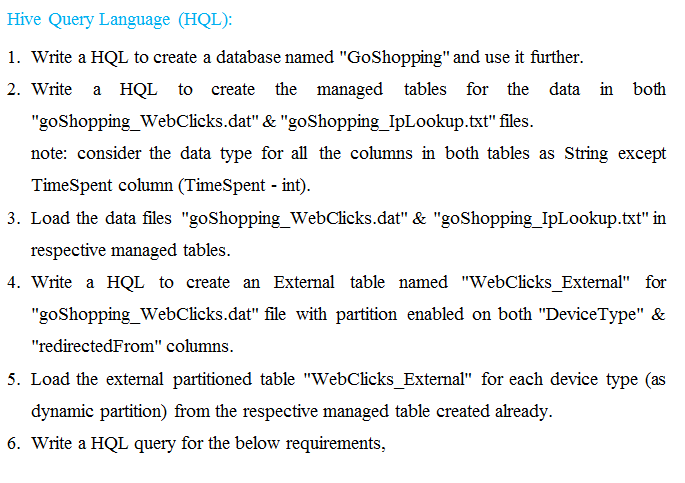 Hive Query Language (HQL):
1. Write a HQL to create a database named "GoShopping" and use it further.
2. Write a HQL to create the managed tables for the data in both
"goShopping_WebClicks.dat" & "goShopping_IpLookup.txt" files.
note: consider the data type for all the columns in both tables as String except
TimeSpent column (TimeSpent - int).
3. Load the data files "goShopping_WebClicks.dat" & "goShopping_IpLookup.txt" in
respective managed tables.
4. Write a HQL to create an External table named "WebClicks_External" for
"goShopping_WebClicks.dat" file with partition enabled on both "DeviceType" &
"redirectedFrom" columns.
5. Load the external partitioned table "WebClicks_External" for each device type (as
dynamic partition) from the respective managed table created already.
6. Write a HQL query for the below requirements,